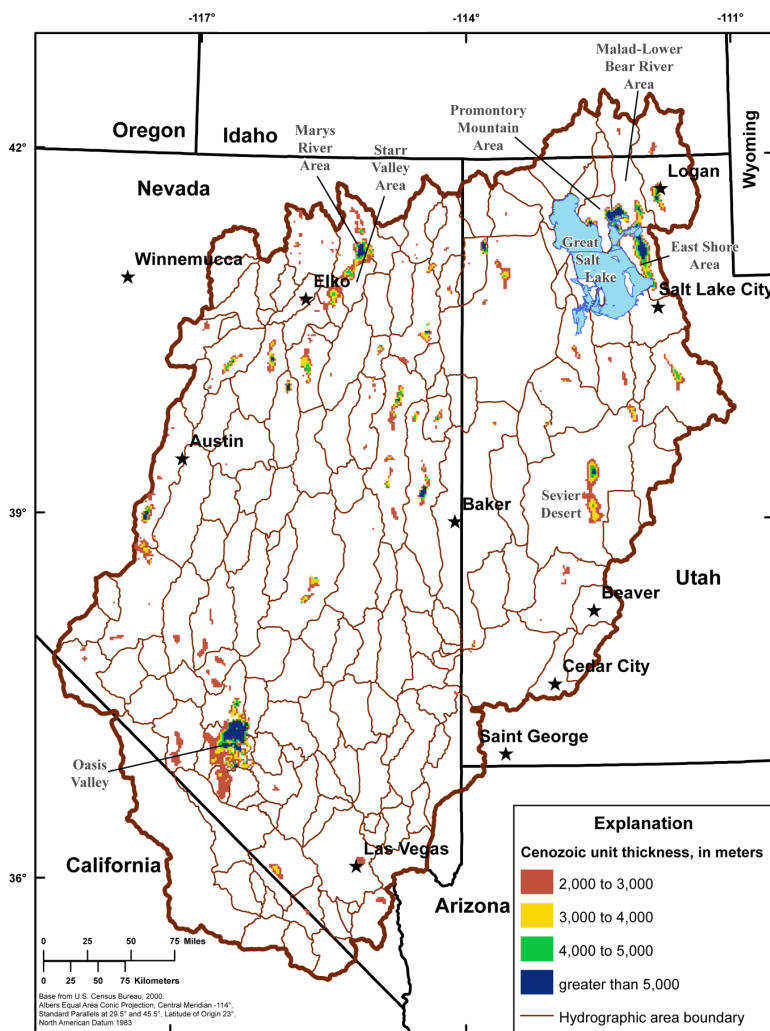 -117°
-114°
-111°
Malad-Lower
Bear River
Area
Promontory
Mountain
Area
Oregon
Idaho
Marys
River
Area
Starr
Valley
Area
Wyoming
42°
Nevada
Logan
Winnemucca
Elko
Great
Salt
Lake
East Shore
Area
Salt Lake City
Austin
39°
Baker
Sevier
Desert
Utah
Beaver
Cedar City
Saint George
Oasis
Valley
Las Vegas
California
36°
Arizona
Explanation
Cenozoic unit thickness, in meters
2,000 to 3,000
3,000 to 4,000
4,000 to 5,000
greater than 5,000
Hydrographic area boundary
0 25 50 75 Miles
0 25 50 75 Kilometers
Base from U.S. Census Bureau, 2000.
Albers Equal Area Conic Projection, Central Meridian -114°,
Standard Parallels at 29.5° and 45.5°, Latitude of Origin 23°,
North American Datum 1983